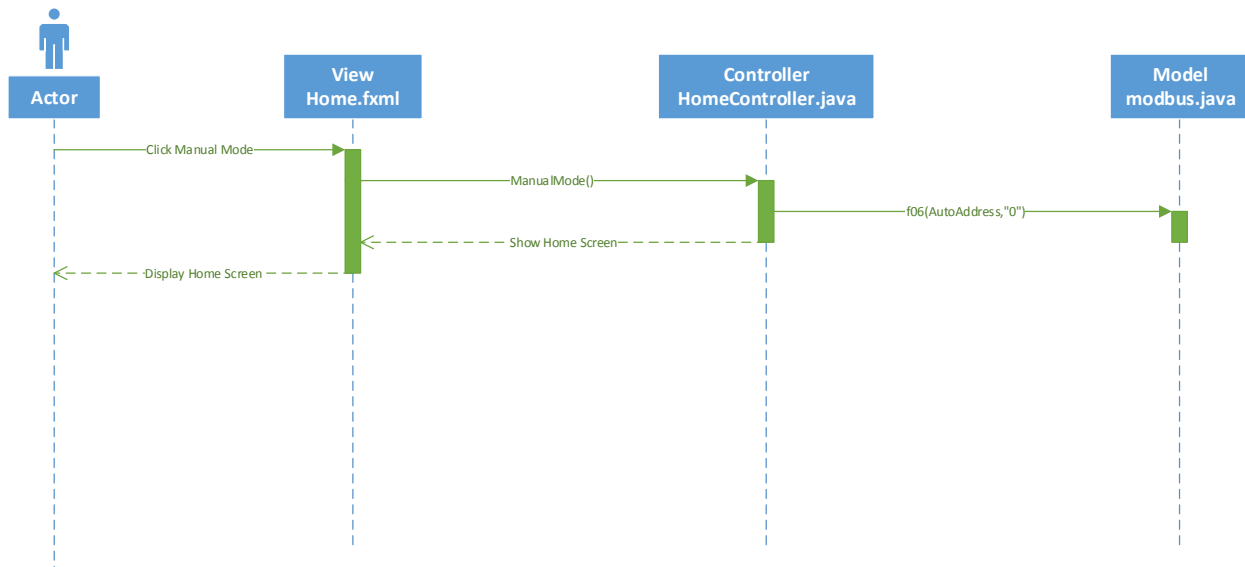 Actor
View
Home.fxml
Controller
HomeController.java
Model
modbus.java
Click Manual Mode
ManualMode()
f06(AutoAddress,"0")
Show Home Screen
Display Home Screen